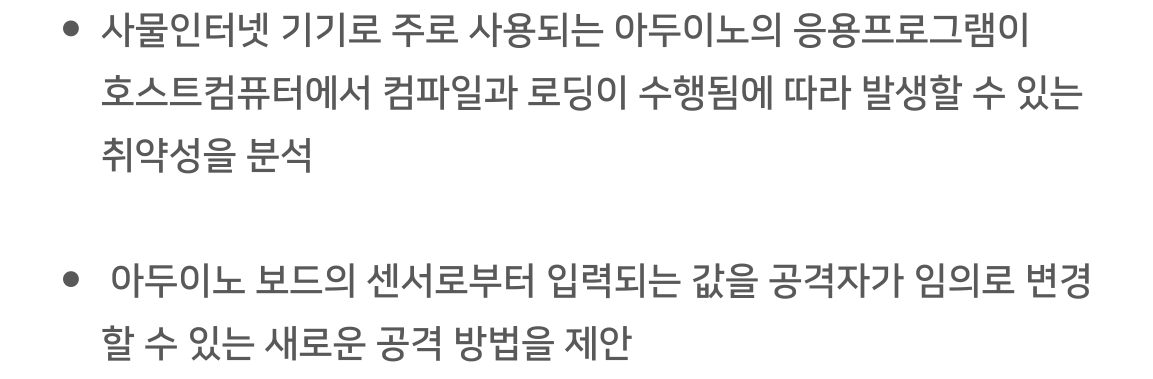 • 사물인터넷 기기로 주로 사용되는 아두이노의 응용프로그램이
호스트컴퓨터에서 컴파일과 로딩이 수행됨에 따라 발생할 수 있는
취약성을 분석
• 아두이노 보드의 센서로부터 입력되는 값을 공격자가 임의로 변경
할 수 있는 새로운 공격 방법을 제안